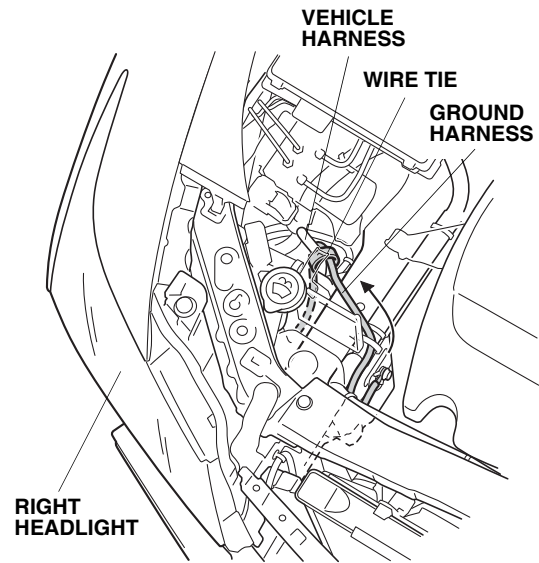 VEHICLE
HARNESS
WIRE TIE
GROUND
HARNESS
RIGHT
HEADLIGHT